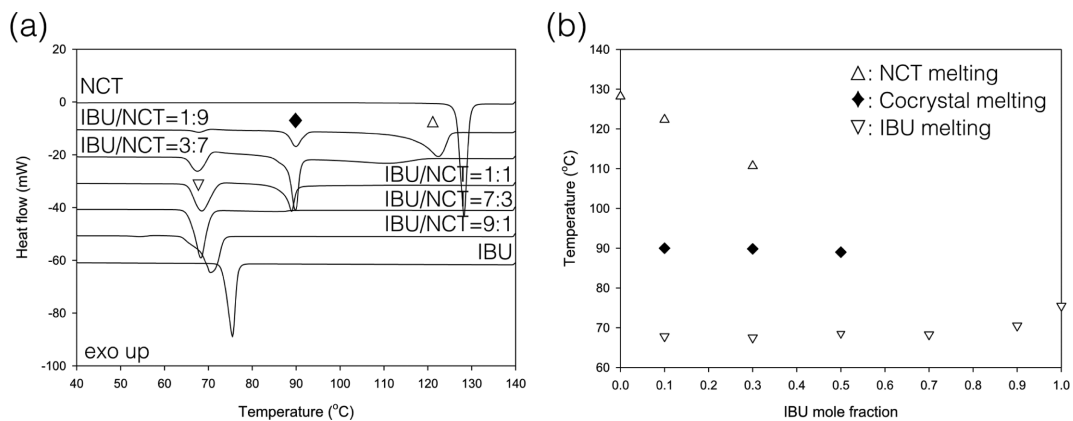 (a)
20
0
-20
-40
-60
-80
-100
Heat flow (mW)
NCT
IBU/NCT=1:9
IBU/NCT=3:7
IBU/NCT=1:1
IBU/NCT=7:3
IBU/NCT=9:1
IBU
exo up
40 50 60 70 80 90 100 110 120 130 140
Temperature (°C)
(b)
140
130
120
110
100
90
80
70
60
Temperature (°C)
△: NCT melting
◆: Cocrystal melting
▽: IBU melting
0.0 0.1 0.2 0.3 0.4 0.5 0.6 0.7 0.8 0.9 1.0
IBU mole fraction